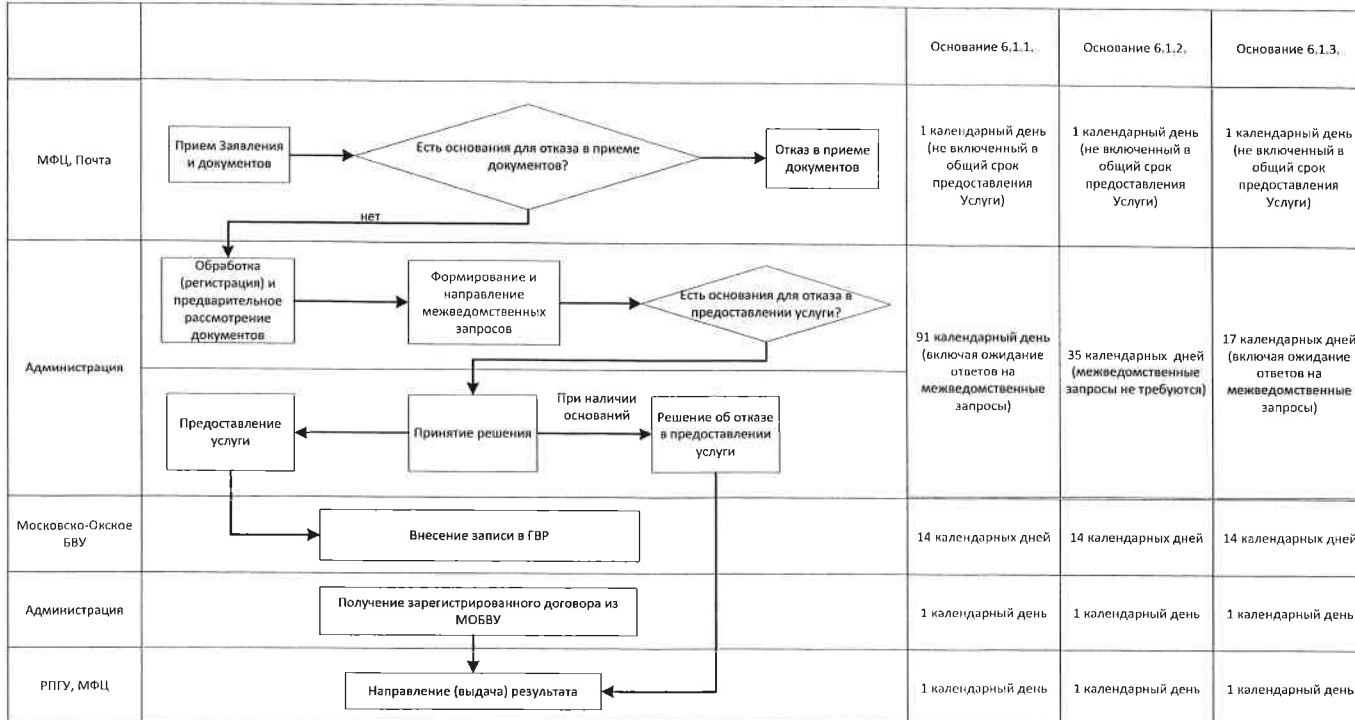 Основание 6.1.1.
Основание 6.1.2.
Основание 6.1.3.
МФЦ, Почта
Прием Заявления
и документов
Есть основания для отказа в приеме
документов?
Отказ в приеме
документов
нет
1 календарный день
(не включенный в
общий срок
предоставления
Услуги)
1 календарный день
(не включенный в
общий срок
предоставления
Услуги)
1 календарный день
(не включенный в
общий срок
предоставления
Услуги)
Администрация
Обработка
(регистрация) и
предварительное
рассмотрение
документов
Формирование и
направление
межведомственных
запросов
Есть основания для отказа в
предоставлении услуги?
Предоставление
услуги
Принятие решения
При наличии
оснований
Решение об отказе
в предоставлении
услуги
91 календарный день
(включая ожидание
ответов на
межведомственные
запросы)
35 календарных дней
(межведомственные
запросы не требуются)
17 календарных дней
(включая ожидание
ответов на
межведомственные
запросы)
Московско-Окское
БВУ
Внесение записи в ГВР
14 календарных дней
14 календарных дней
14 календарных дней
Администрация
Получение зарегистрированного договора из
МОБВУ
1 календарный день
1 календарный день
1 календарный день
РПГУ, МФЦ
Направление (выдача) результата
1 календарный день
1 календарный день
1 календарный день